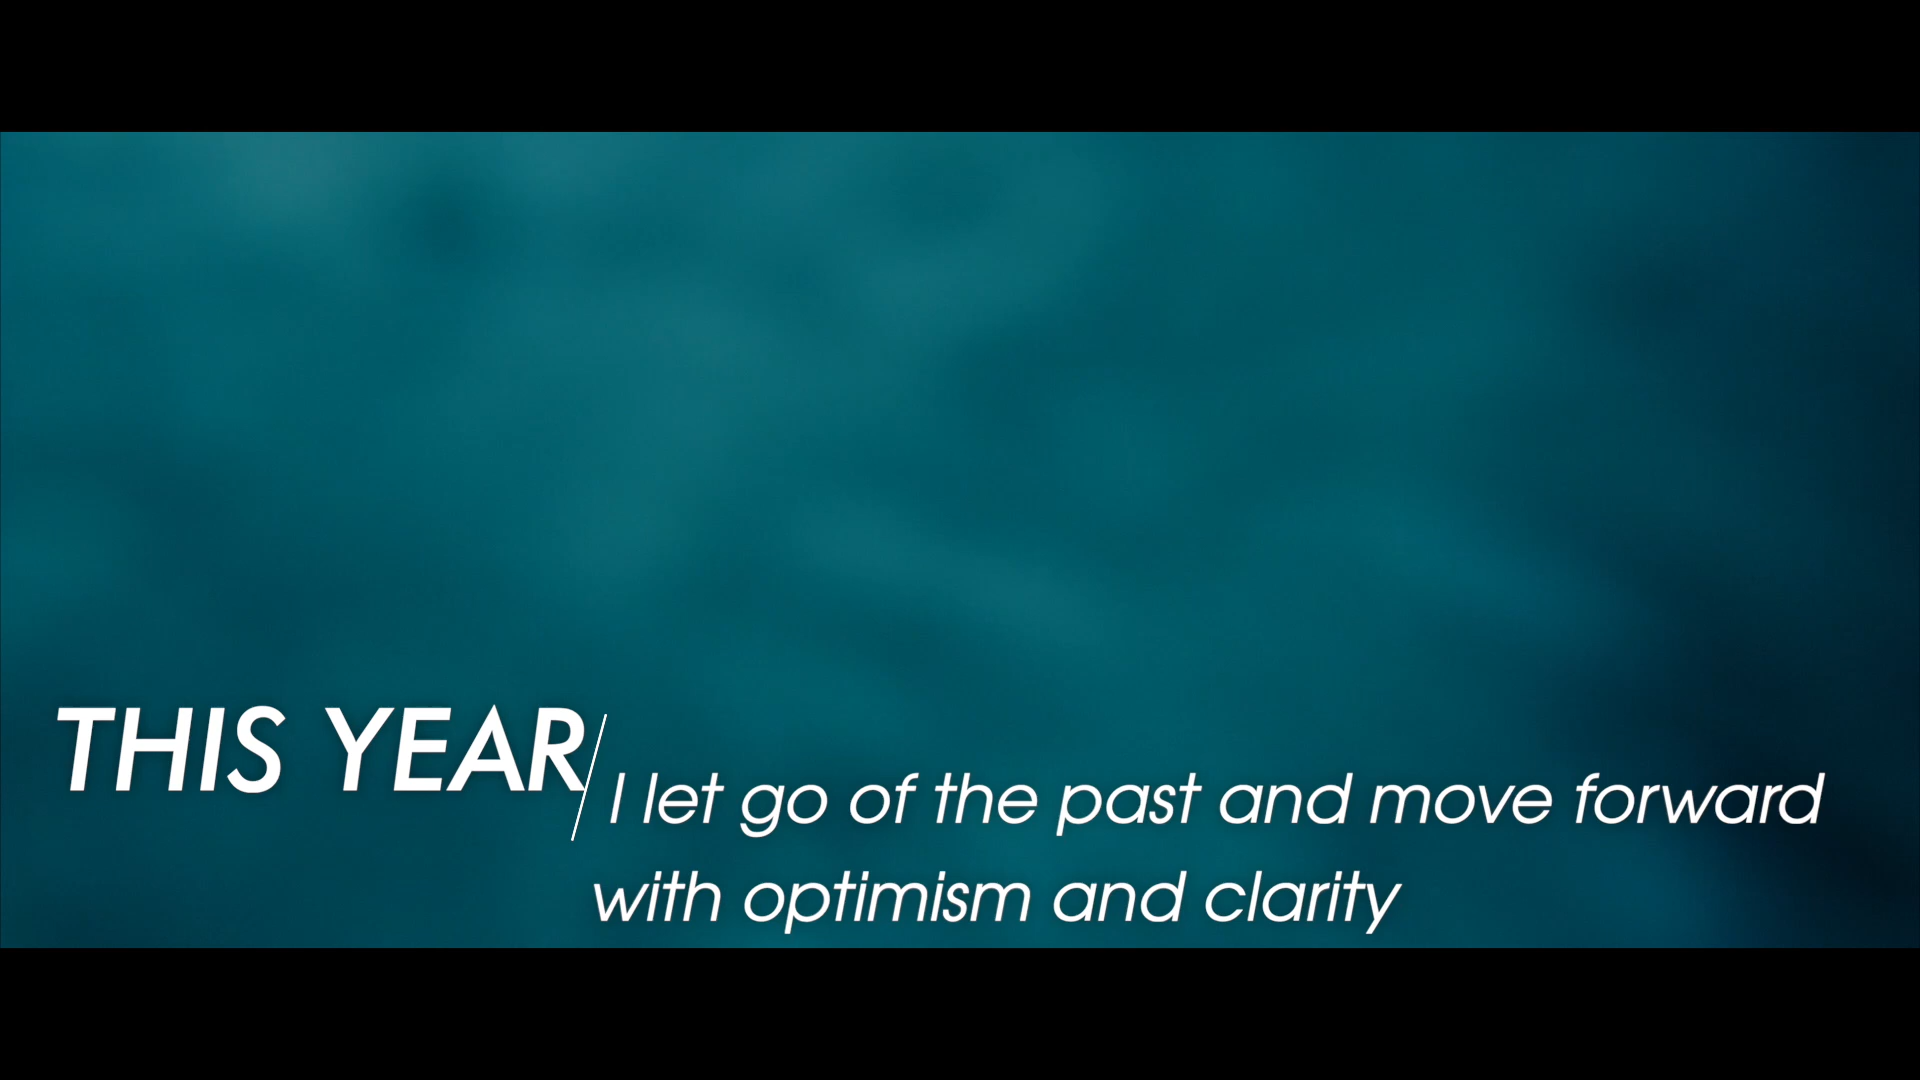 THIS YEAR
I let go of the past and move forward
with optimism and clarity